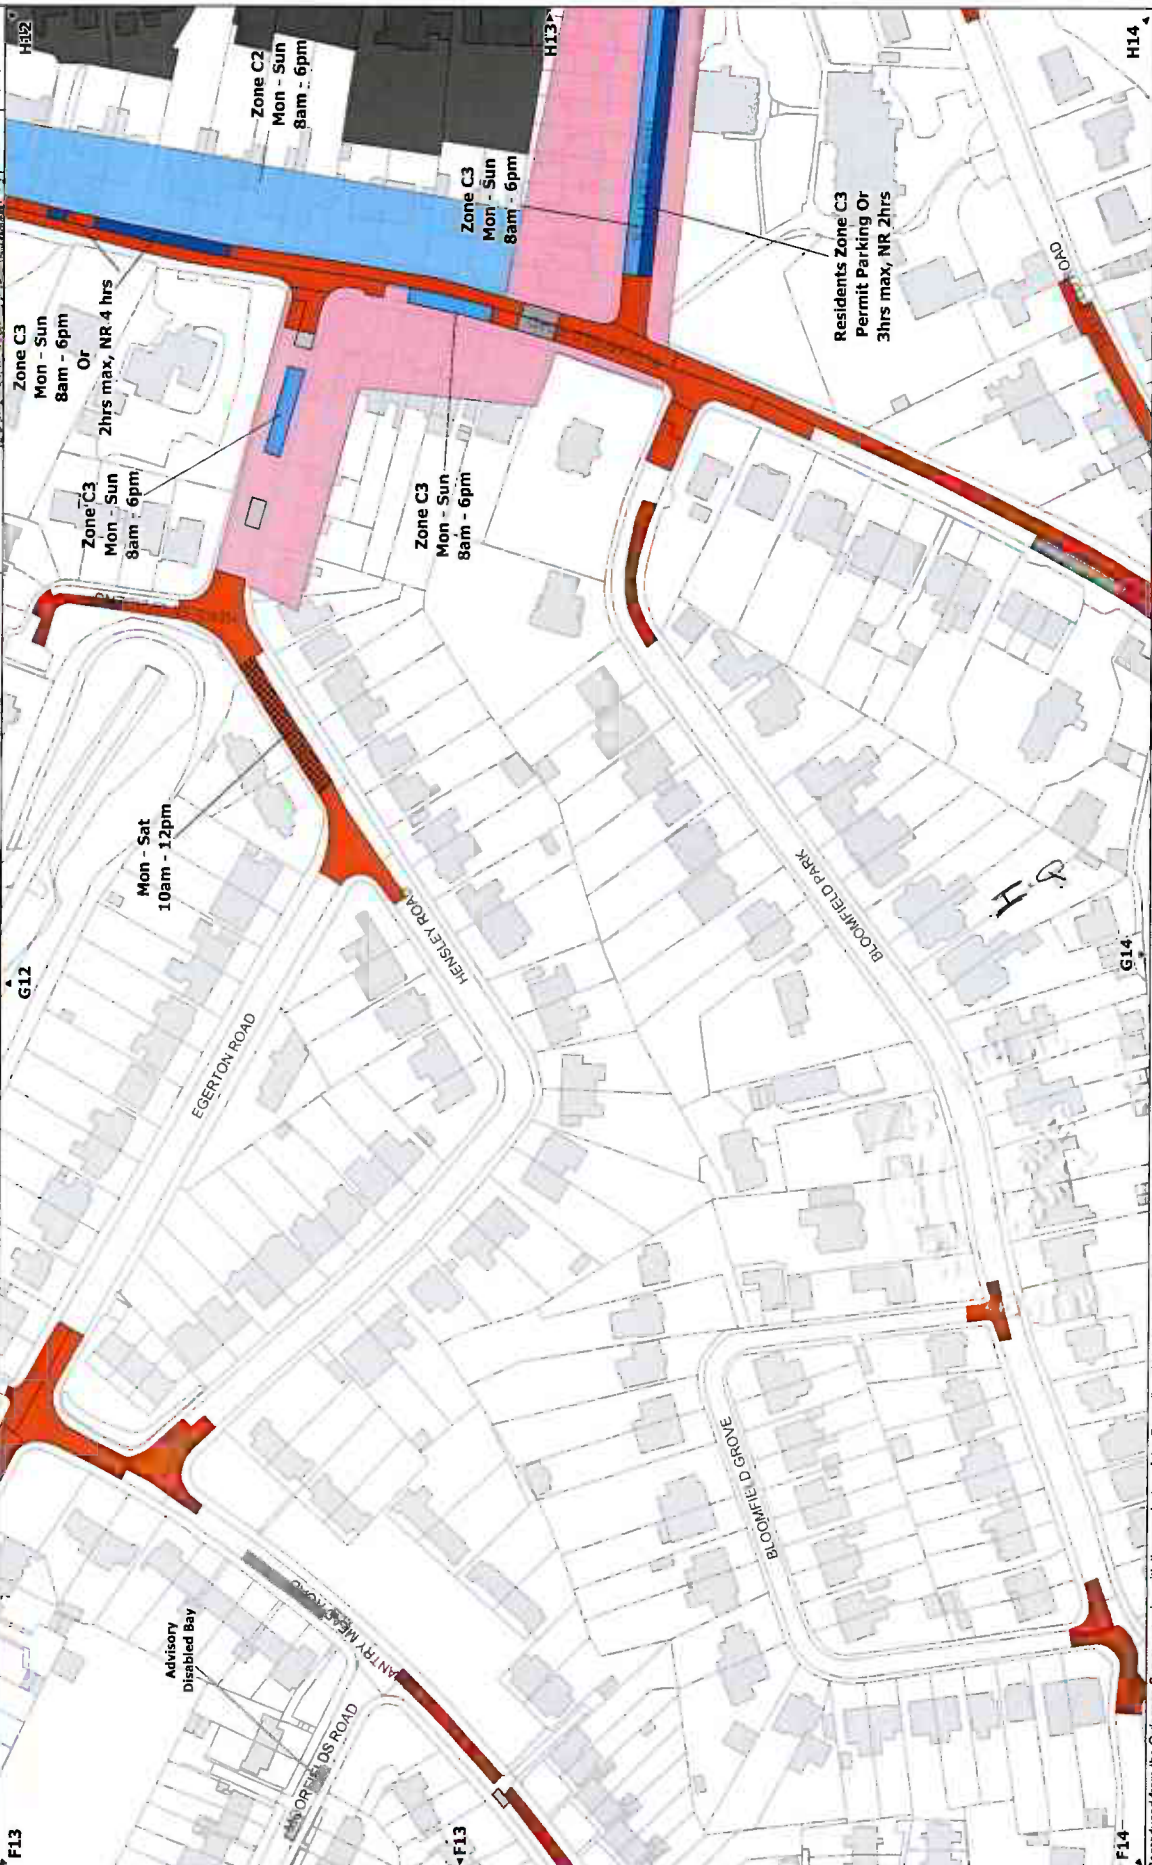 H12
Zone C2
Mon - Sun
8am - 6pm
H13
H14
Zone C3
Mon - Sun
8am - 6pm
Or
2hrs max, NR 4 hrs
Zone C3
Mon - Sun
8am - 6pm
Residents Zone C3
Permit Parking Or
3hrs max, NR 2hrs
ROAD
Zone C3
Mon - Sun
8am - 6pm
Zone C3
Mon - Sun
8am - 6pm
Mon - Sat
10am - 12pm
G12
HENSLEY ROAD
EGERTON ROAD
BLOOMFIELD PARK
G14
BLOOMFIELD GROVE
Advisory
Disabled Bay
F13
F13
F14